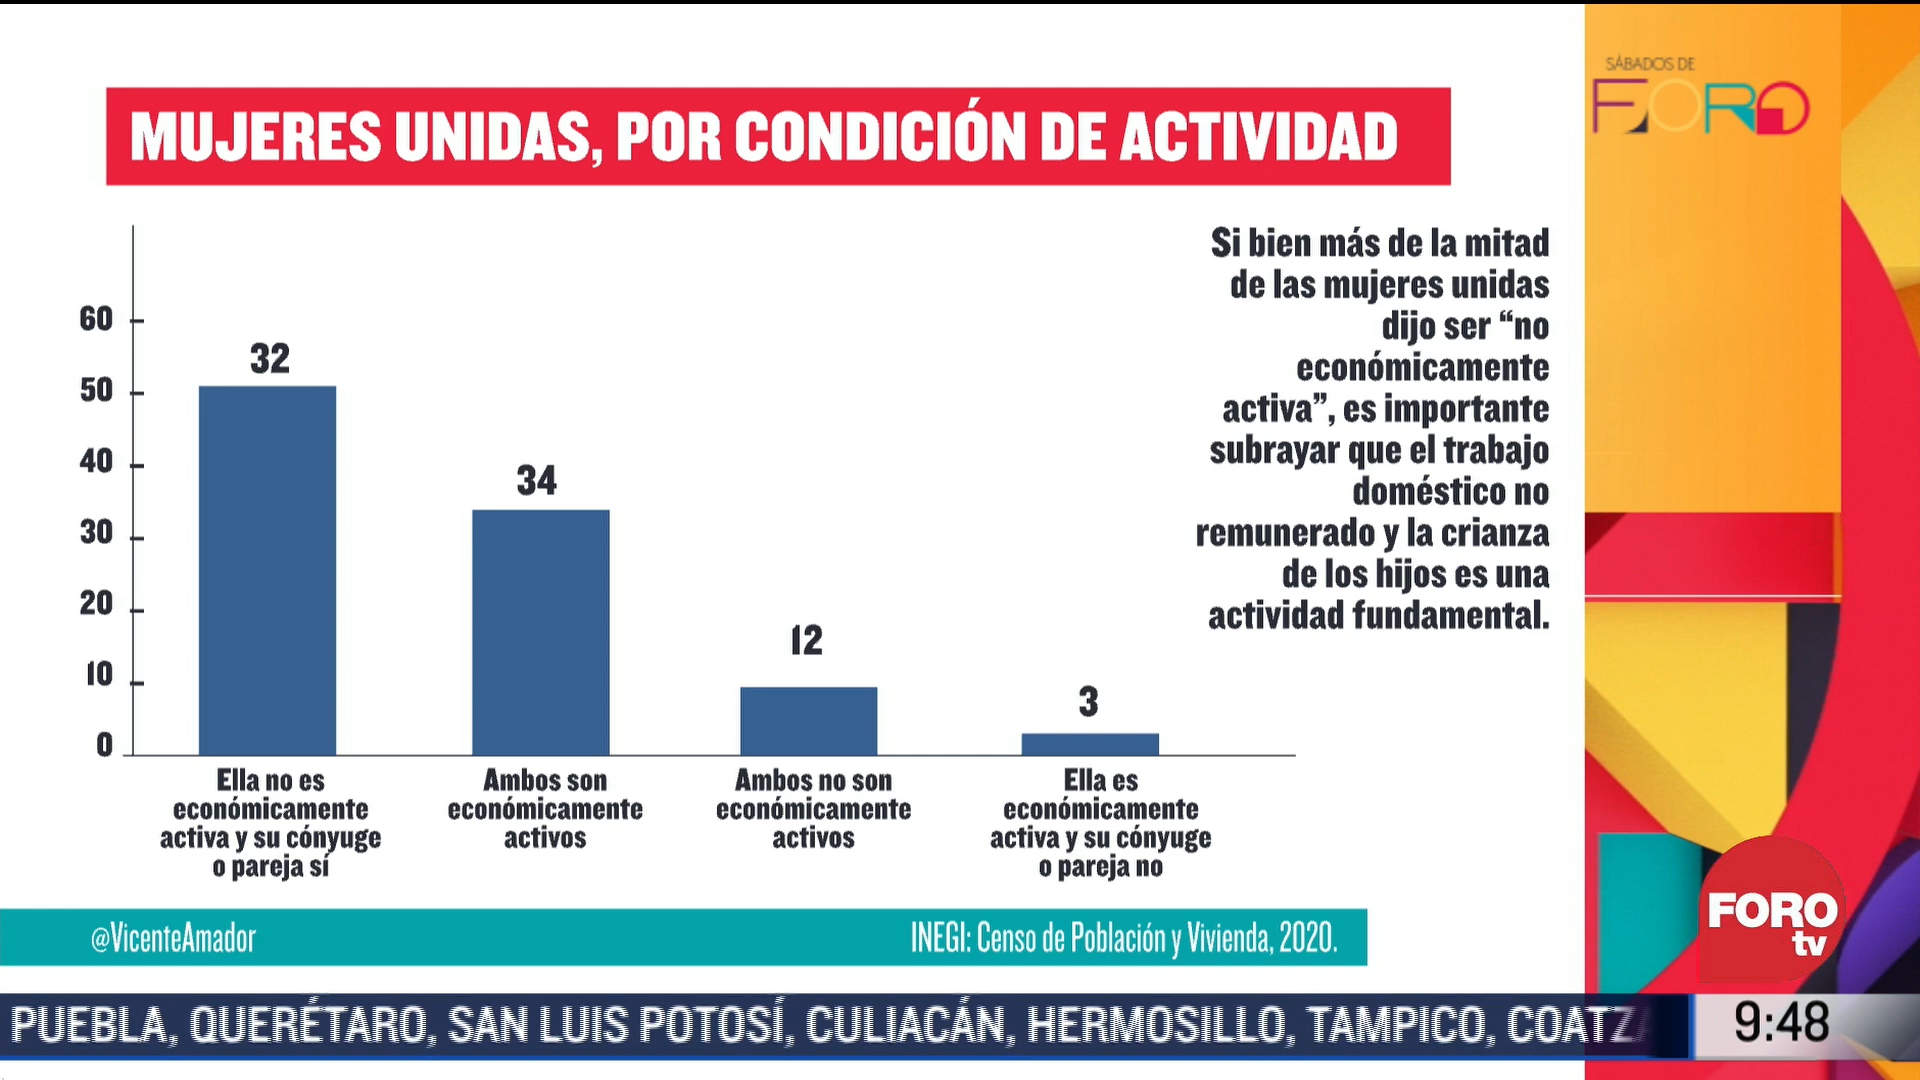 SÁBADOS DE
FORO
MUJERES UNIDAS, POR CONDICIÓN DE ACTIVIDAD
Si bien más de la mitad
de las mujeres unidas
dijo ser “no
económicamente
activa”, es importante
subrayar que el trabajo
doméstico no
remunerado y la crianza
de los hijos es una
actividad fundamental.
60
50
40
30
20
10
0
32
34
12
3
Ella no es
económicamente
activa y su cónyuge
o pareja sí
Ambos son
económicamente
activos
Ambos no son
económicamente
activos
Ella es
económicamente
activa y su cónyuge
o pareja no
@VicenteAmador
INEGI: Censo de Población y Vivienda, 2020.
FORO
tv
PUEBLA, QUERÉTARO, SAN LUIS POTOSÍ, CULIACÁN, HERMOSILLO, TAMPICO, COATZ
9:48